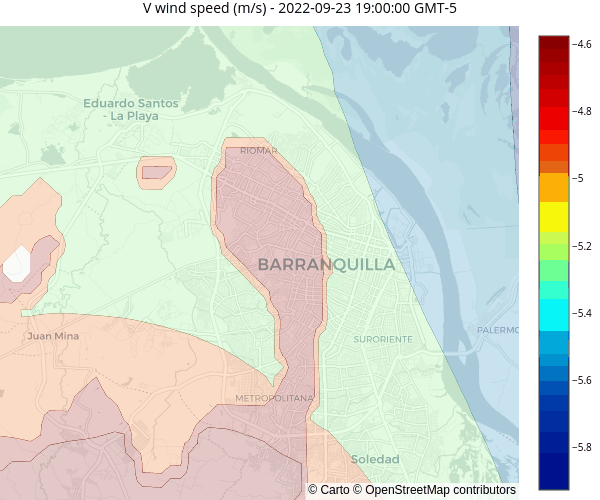 V wind speed (m/s) - 2022-09-23 19:00:00 GMT-5
−4.6
Eduardo Santos
- La Playa
−4.8
RIOMAR
−5
−5.2
BARRANQUILLA
−5.4
Juan Mina
SURORIENTE
PALERMO
−5.6
METROPOLITANA
−5.8
Soledad
© Carto © OpenStreetMap contributors